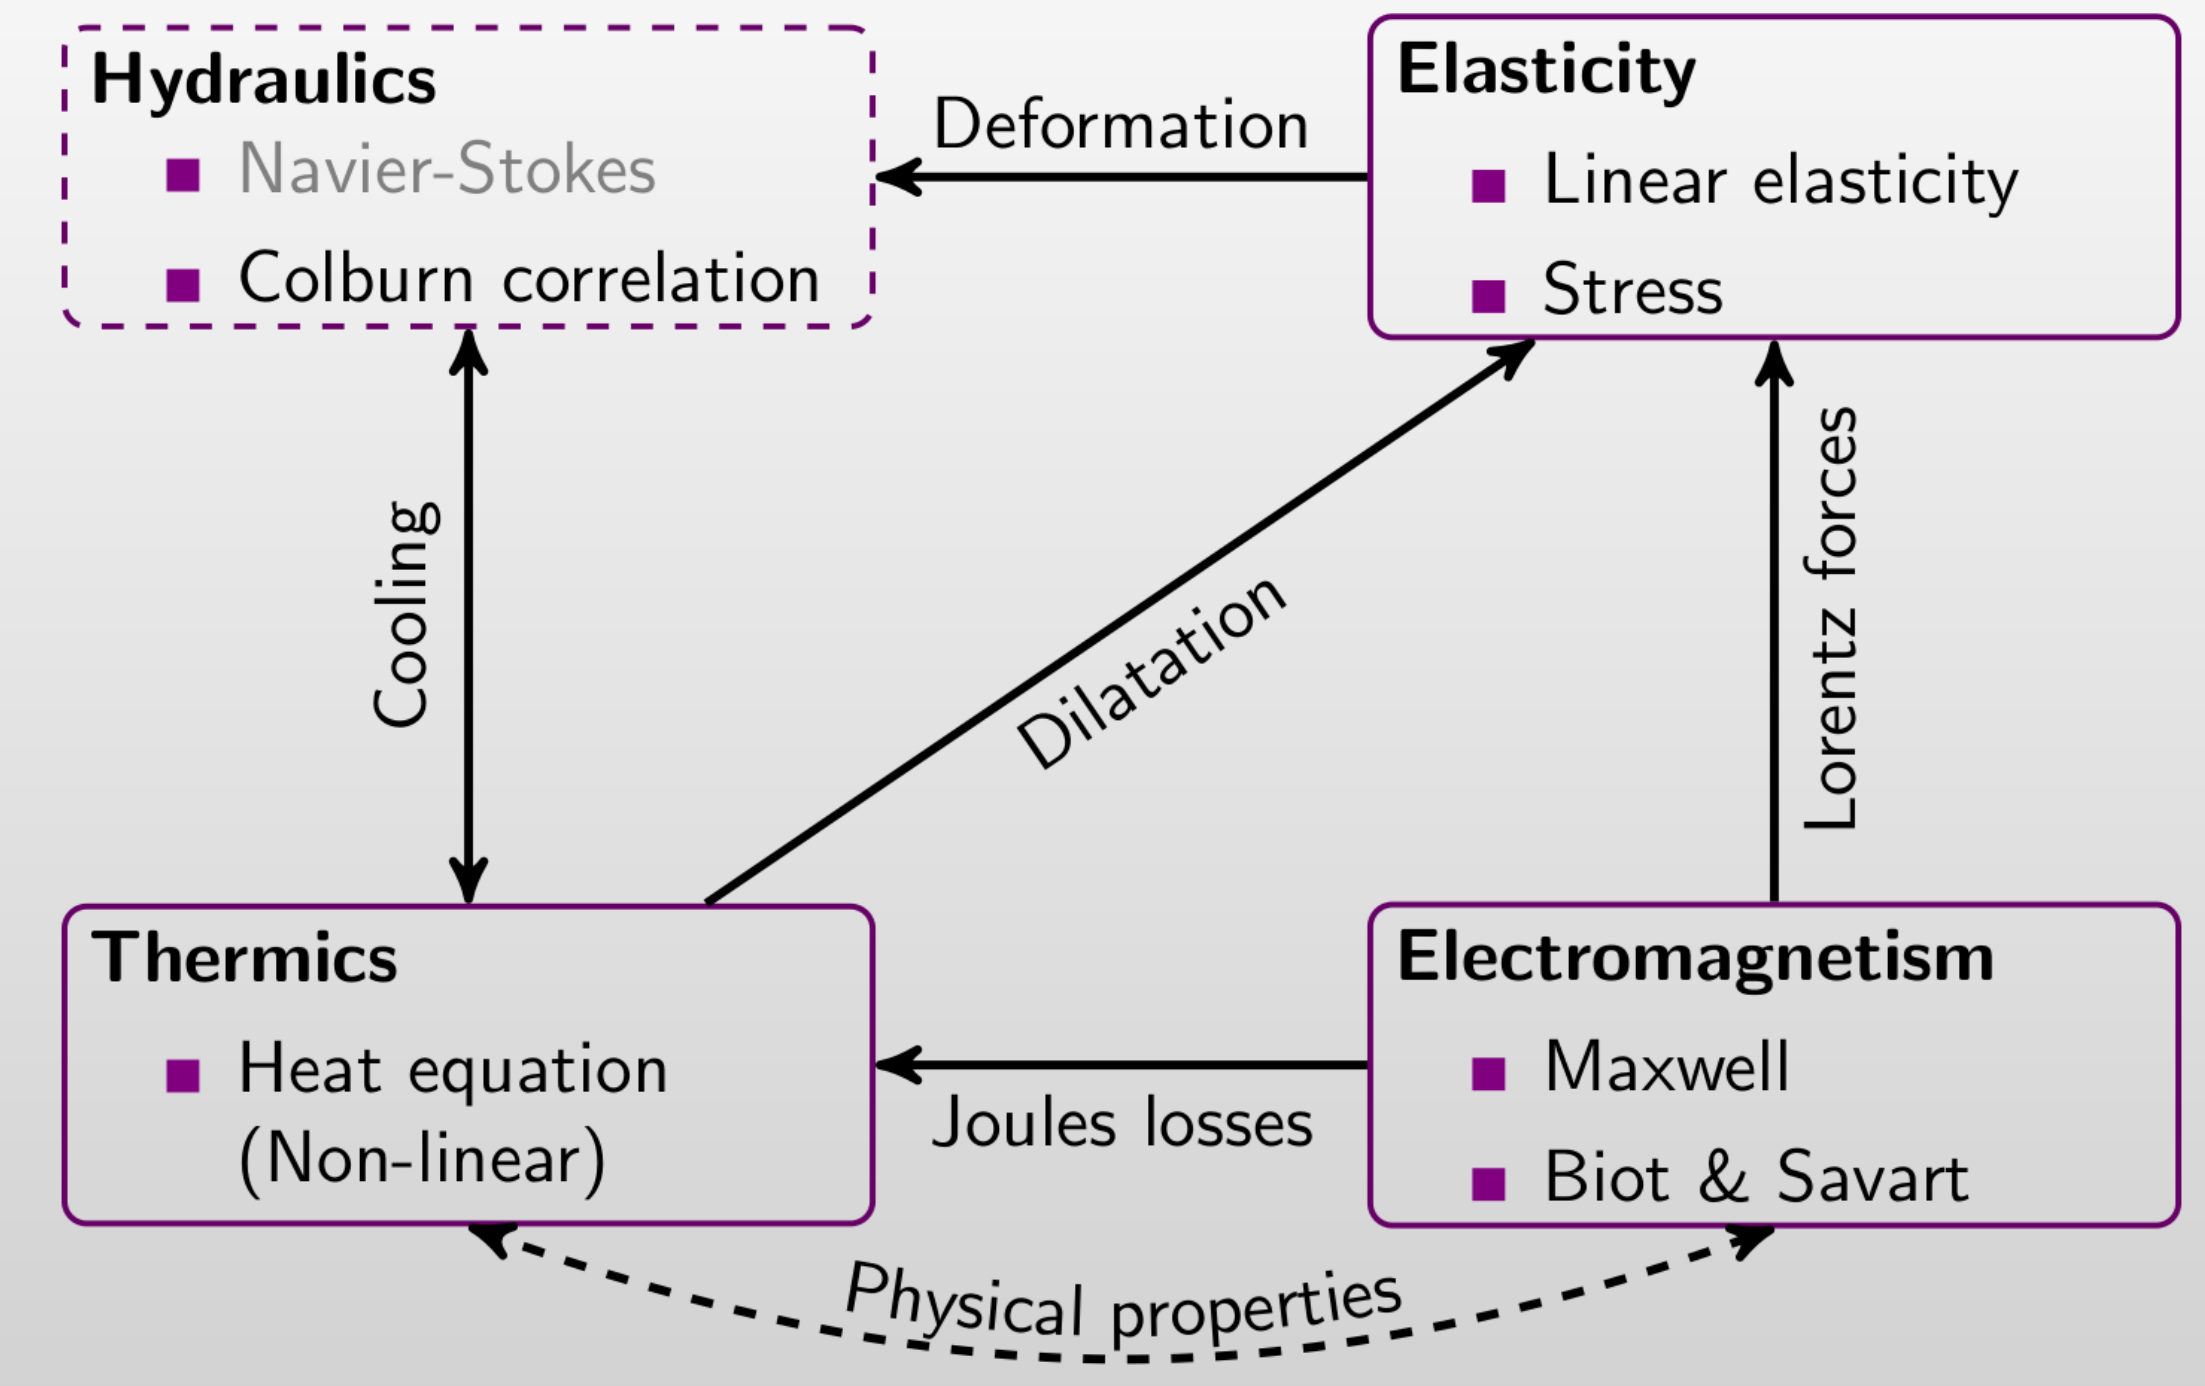 Hydraulics
Navier-Stokes
Colburn correlation
Deformation
Elasticity
Linear elasticity
Stress
Cooling
Dilatation
Lorentz forces
Thermics
Heat equation
(Non-linear)
Joules losses
Electromagnetism
Maxwell
Biot & Savart
Physical properties